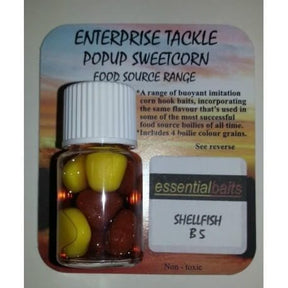 ENTERPRISE TACKLE
POPUP SWEETCORN
FOOD SOURCE RANGE
*A range of buoyant imitation
corn hook baits, incorporating
the same flavour that's used in
some of the most successful
food source boilies of all time.
*Includes 4 boilie colour grains.
See reverse
essentialbaits
SHELLFISH
B5
Non - toxic